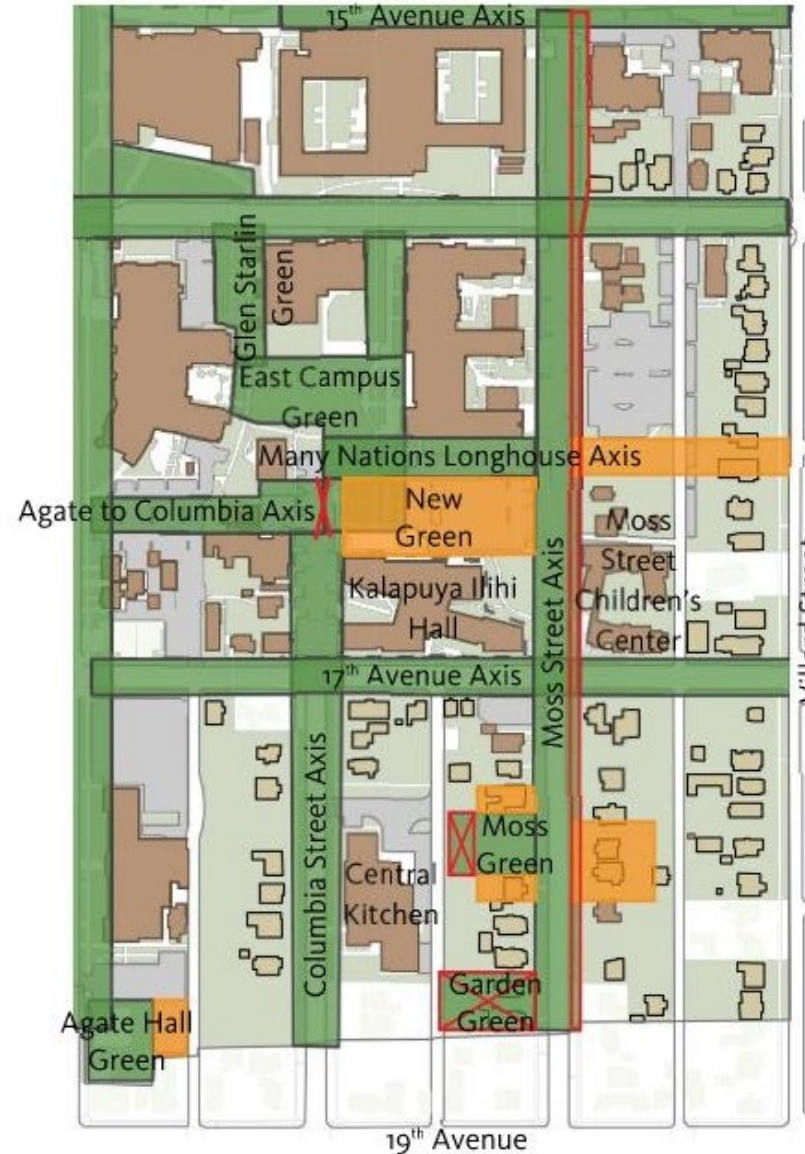 15th Avenue Axis
Glen Starlin
Green
East Campus
Green
Many Nations Longhouse Axis
Agate to Columbia Axis
New
Green
Moss
Street
Children's
Center
Kalapuya Ilihi
Hall
Moss Street Axis
17th Avenue Axis
Columbia Street Axis
Moss
Green
Central
Kitchen
Garden
Green
Agate Hall
Green
19th Avenue